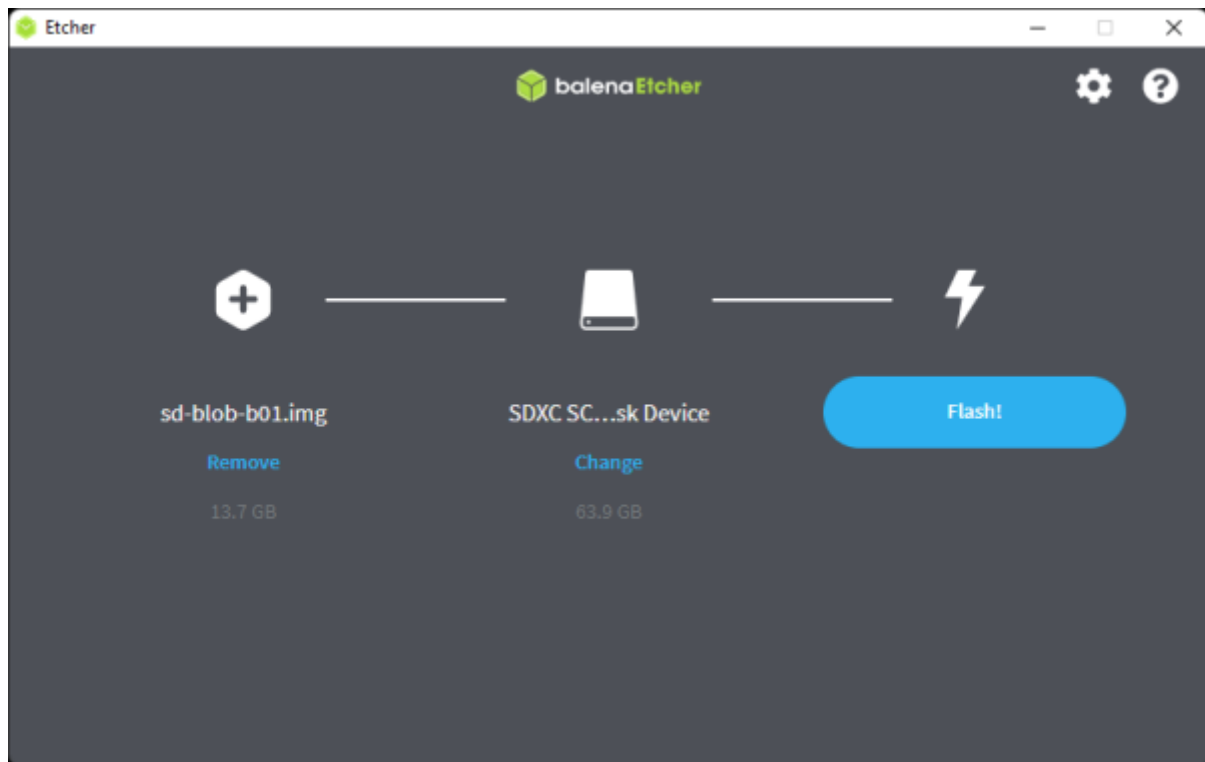 Etcher
balenaEtcher
sd-blob-b01.img
Remove
13.7 GB
SDXC SC...sk Device
Change
63.9 GB
Flash!